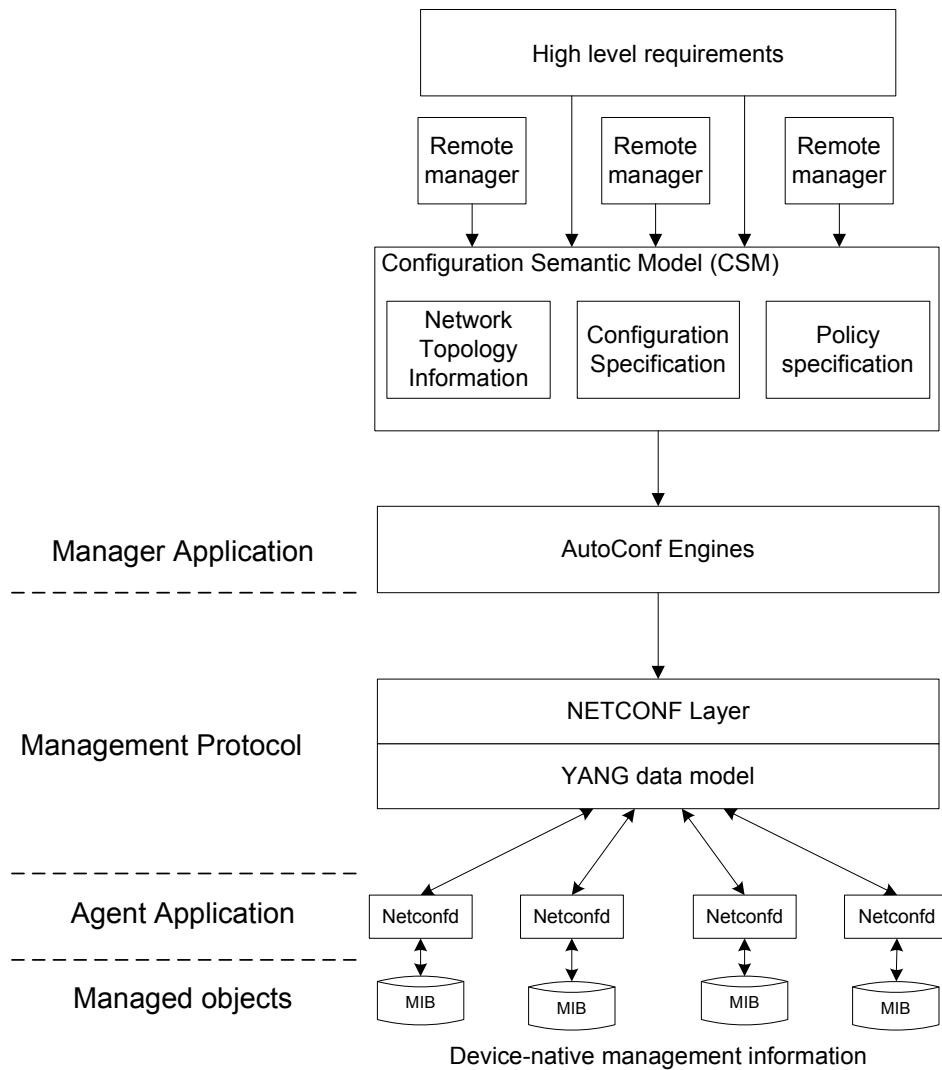 High level requirements
Remote
manager
Remote
manager
Remote
manager
Configuration Semantic Model (CSM)
Network
Topology
Information
Configuration
Specification
Policy
specification
Manager Application
AutoConf Engines
Management Protocol
NETCONF Layer
YANG data model
Agent Application
Netconfd
Netconfd
Netconfd
Netconfd
Managed objects
MIB
MIB
MIB
MIB
Device-native management information